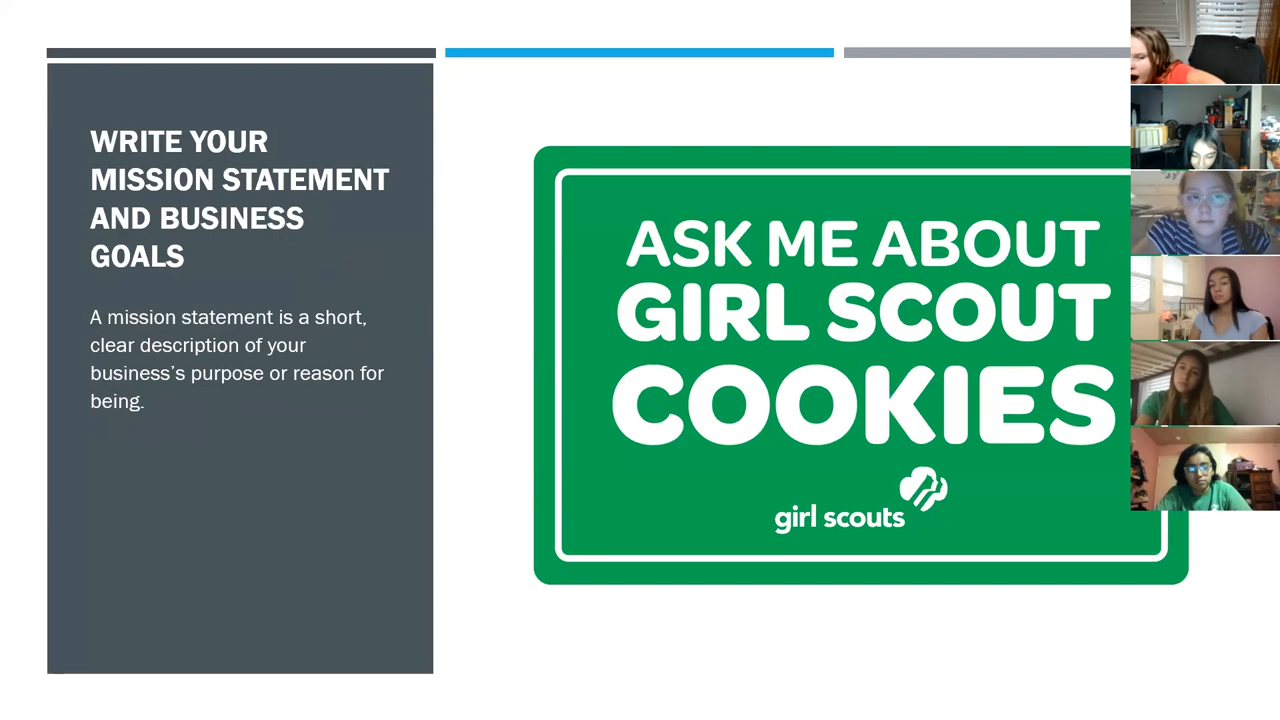 WRITE YOUR
MISSION STATEMENT
AND BUSINESS
GOALS
A mission statement is a short,
clear description of your
business’s purpose or reason for
being.
ASK ME ABOUT
GIRL SCOUT
COOKIES
girl scouts